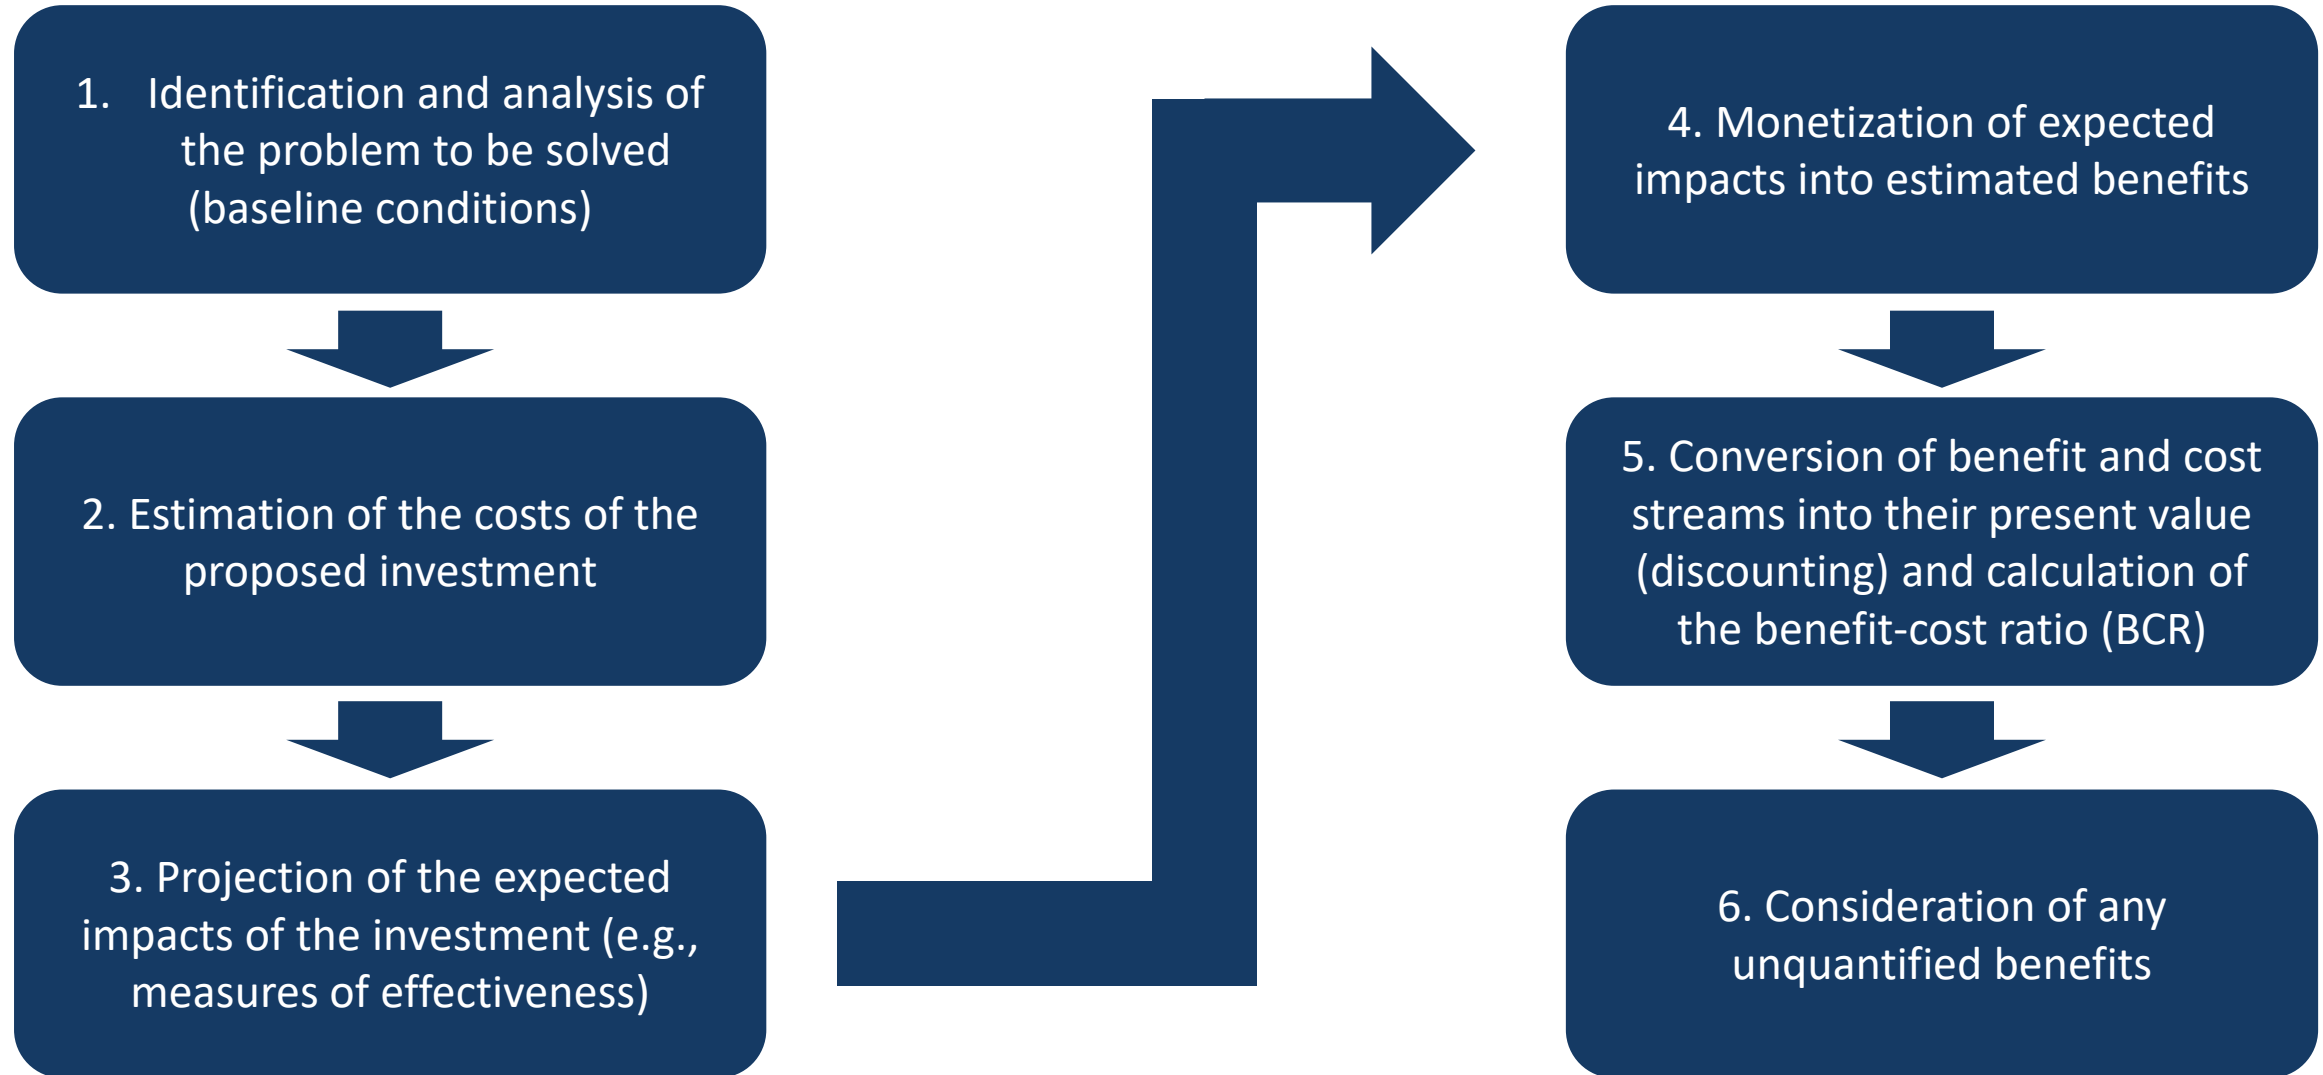 1. Identification and analysis of
the problem to be solved
(baseline conditions)
2. Estimation of the costs of the
proposed investment
3. Projection of the expected
impacts of the investment (e.g.,
measures of effectiveness)
4. Monetization of expected
impacts into estimated benefits
5. Conversion of benefit and cost
streams into their present value
(discounting) and calculation of
the benefit-cost ratio (BCR)
6. Consideration of any
unquantified benefits